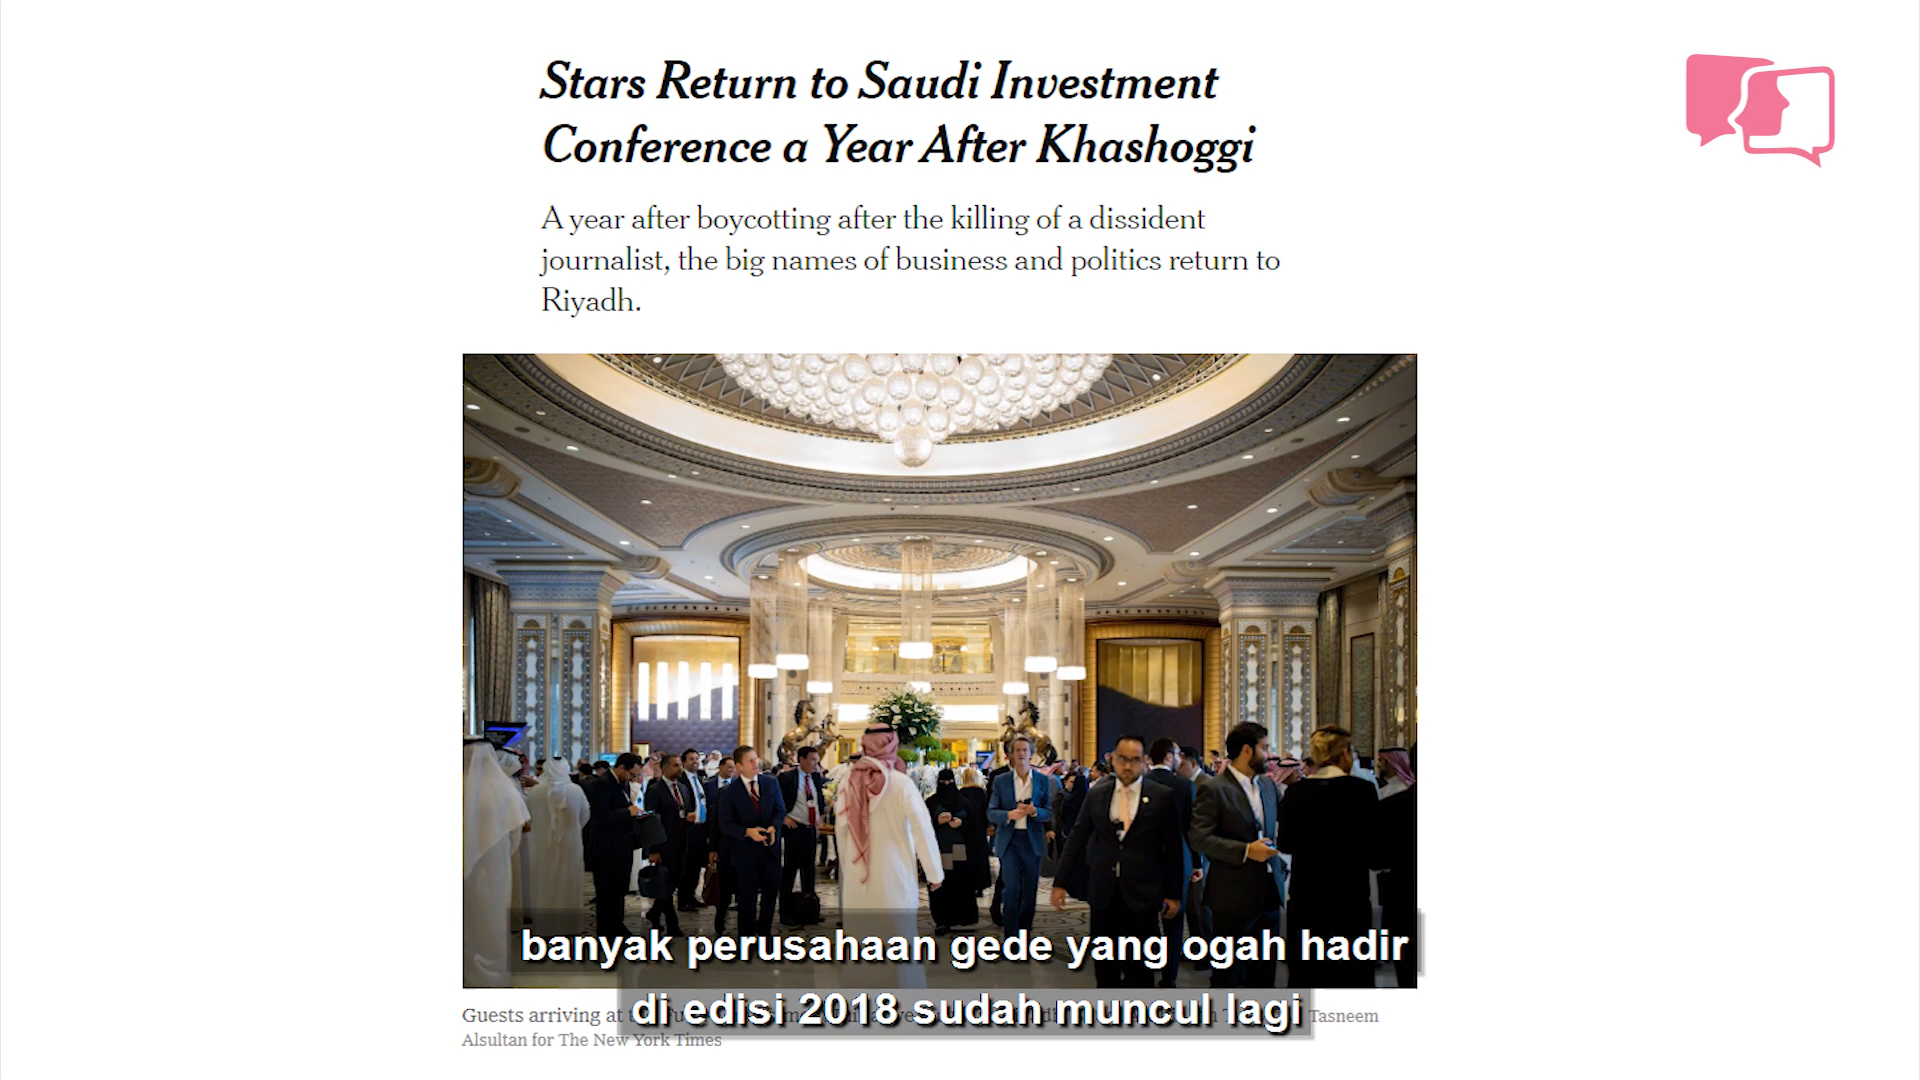 Stars Return to Saudi Investment
Conference a Year After Khashoggi
A year after boycotting after the killing of a dissident
journalist, the big names of business and politics return to
Riyadh.
banyak perusahaan gede yang ogah hadir
di edisi 2018 sudah muncul lagi
Guests arriving at Tasneem
Alsultan for The New York Times